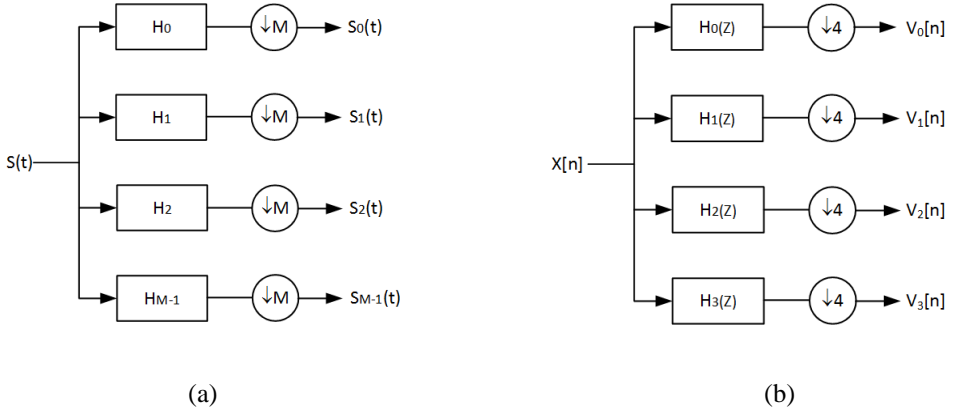 H0
↓M
S0(t)
H1
↓M
S1(t)
S(t)
H2
↓M
S2(t)
HM-1
↓M
SM-1(t)
(a)
H0(Z)
↓4
V0[n]
H1(Z)
↓4
V1[n]
X[n]
H2(Z)
↓4
V2[n]
H3(Z)
↓4
V3[n]
(b)